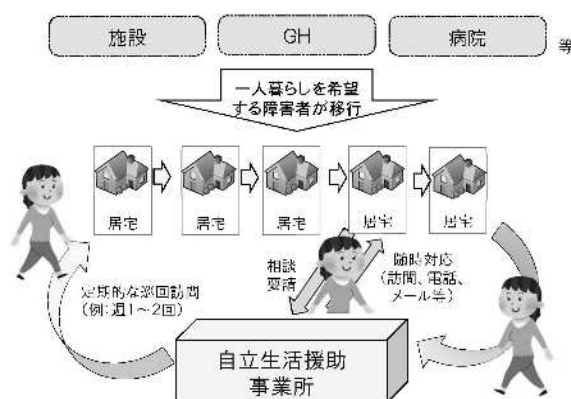 施設
GH
病院
等
一人暮らしを希望
する障害者が移行
居宅
居宅
居宅
居宅
居宅
定期的な巡回訪問
(例:週1~2回)
相談
要請
随時対応
(訪問、電話、
メール等)
自立生活援助
事業所